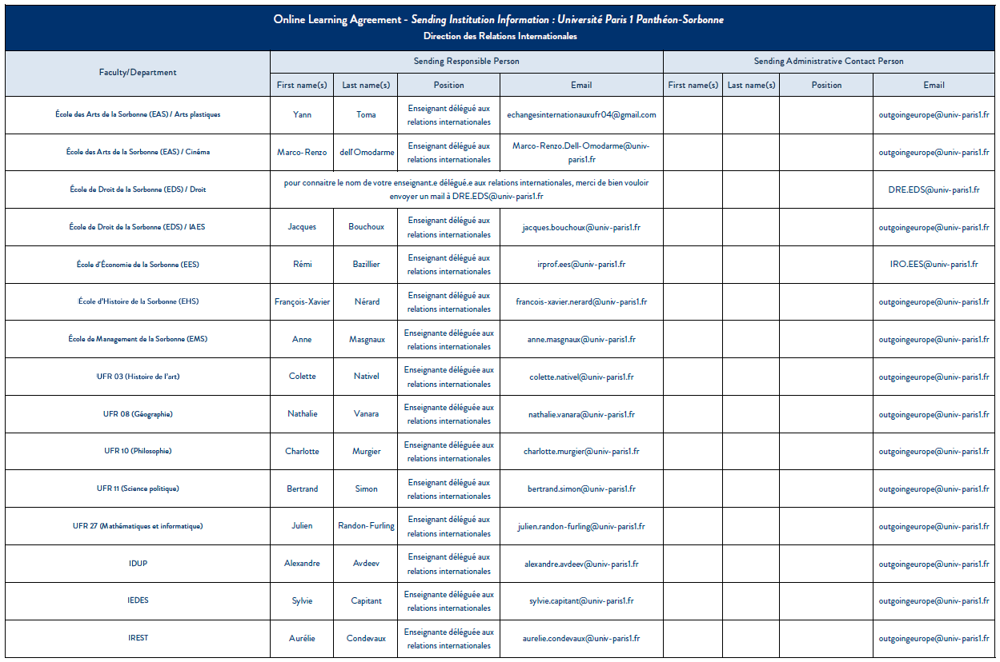 Online Learning Agreement - Sending Institution Information : Université Paris 1 Panthéon-Sorbonne
Direction des Relations Internationales
Faculty/Department
Sending Responsible Person
Sending Administrative Contact Person
First name(s) Last name(s) Position Email First name(s) Last name(s) Position Email
École des Arts de la Sorbonne (EAS) / Arts plastiques Yann Toma Enseignant délégué aux relations internationales echangesinternationauxufr04@gmail.com outgoingeurope@univ-paris1.fr
École des Arts de la Sorbonne (EAS) / Cinéma Marco-Renzo dell'Omodarme Enseignant délégué aux relations internationales Marco-Renzo.Dell-Omodarme@univ-paris1.fr outgoingeurope@univ-paris1.fr
École de Droit de la Sorbonne (EDS) / Droit pour connaitre le nom de votre enseignant.e délégué.e aux relations internationales, merci de bien vouloir envoyer un mail à DRE.EDS@univ-paris1.fr DRE.EDS@univ-paris1.fr
École de Droit de la Sorbonne (EDS) / IAES Jacques Bouchoux Enseignant délégué aux relations internationales jacques.bouchoux@univ-paris1.fr outgoingeurope@univ-paris1.fr
École d'Économie de la Sorbonne (EES) Rémi Bazillier Enseignant délégué aux relations internationales irprof.ees@univ-paris1.fr IRO.EES@univ-paris1.fr
École d'Histoire de la Sorbonne (EHS) François-Xavier Nérard Enseignant délégué aux relations internationales francois-xavier.nerard@univ-paris1.fr outgoingeurope@univ-paris1.fr
École de Management de la Sorbonne (EMS) Anne Masgnaux Enseignante déléguée aux relations internationales anne.masgnaux@univ-paris1.fr outgoingeurope@univ-paris1.fr
UFR 03 (Histoire de l'art) Colette Nativel Enseignante déléguée aux relations internationales colette.nativel@univ-paris1.fr outgoingeurope@univ-paris1.fr
UFR 08 (Géographie) Nathalie Vanara Enseignante déléguée aux relations internationales nathalie.vanara@univ-paris1.fr outgoingeurope@univ-paris1.fr
UFR 10 (Philosophie) Charlotte Murgier Enseignante déléguée aux relations internationales charlotte.murgier@univ-paris1.fr outgoingeurope@univ-paris1.fr
UFR 11 (Science politique) Bertrand Simon Enseignant délégué aux relations internationales bertrand.simon@univ-paris1.fr outgoingeurope@univ-paris1.fr
UFR 27 (Mathématiques et informatique) Julien Randon-Furling Enseignant délégué aux relations internationales julien.randon-furling@univ-paris1.fr outgoingeurope@univ-paris1.fr
IDUP Alexandre Avdeev Enseignant délégué aux relations internationales alexandre.avdeev@univ-paris1.fr outgoingeurope@univ-paris1.fr
IEDES Sylvie Capitant Enseignante déléguée aux relations internationales sylvie.capitant@univ-paris1.fr outgoingeurope@univ-paris1.fr
IREST Aurélie Condevaux Enseignante déléguée aux relations internationales aurelie.condevaux@univ-paris1.fr outgoingeurope@univ-paris1.fr